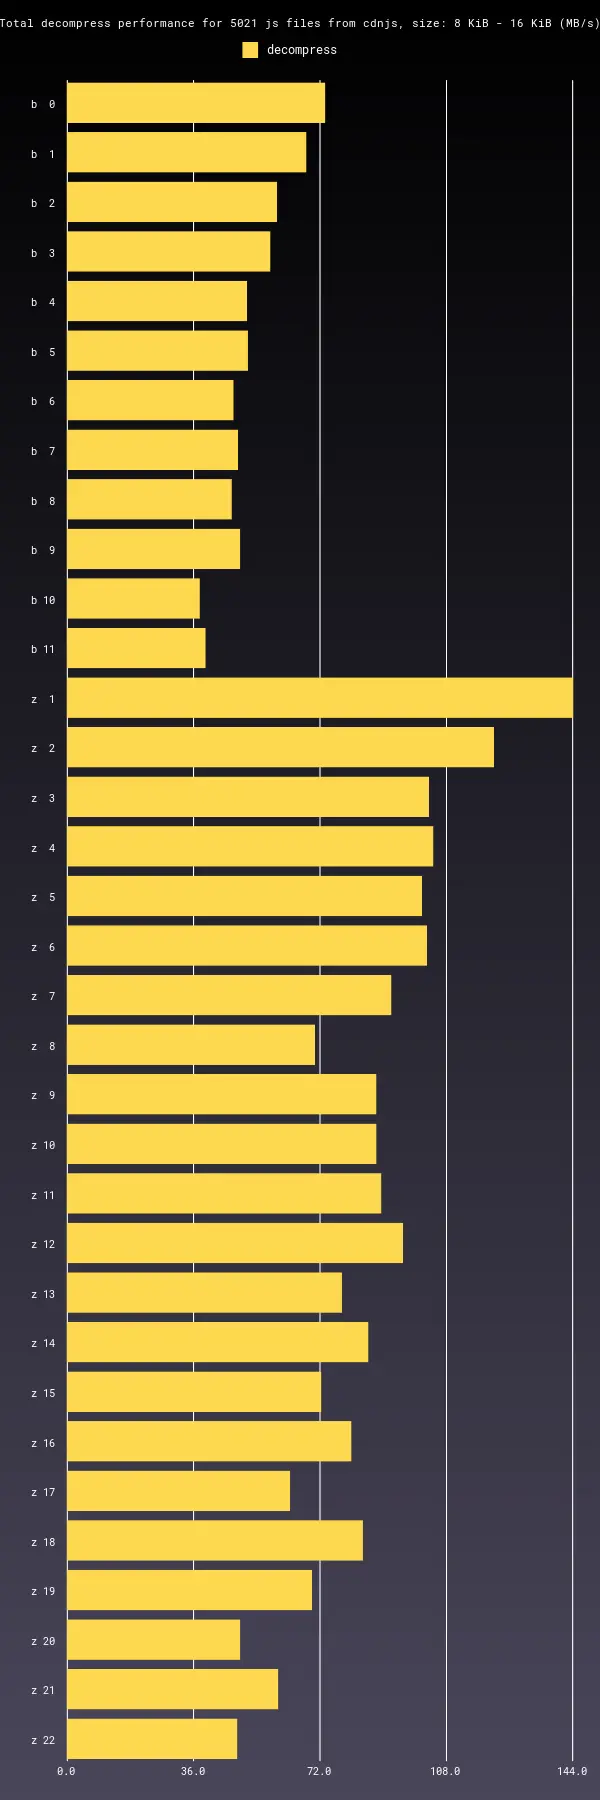 Total decompress performance for 5021 js files from cdnjs, size: 8 KiB - 16 KiB (MB/s)
decompress
b  0
b  1
b  2
b  3
b  4
b  5
b  6
b  7
b  8
b  9
b 10
b 11
z  1
z  2
z  3
z  4
z  5
z  6
z  7
z  8
z  9
z 10
z 11
z 12
z 13
z 14
z 15
z 16
z 17
z 18
z 19
z 20
z 21
z 22
0.0 36.0 72.0 108.0 144.0